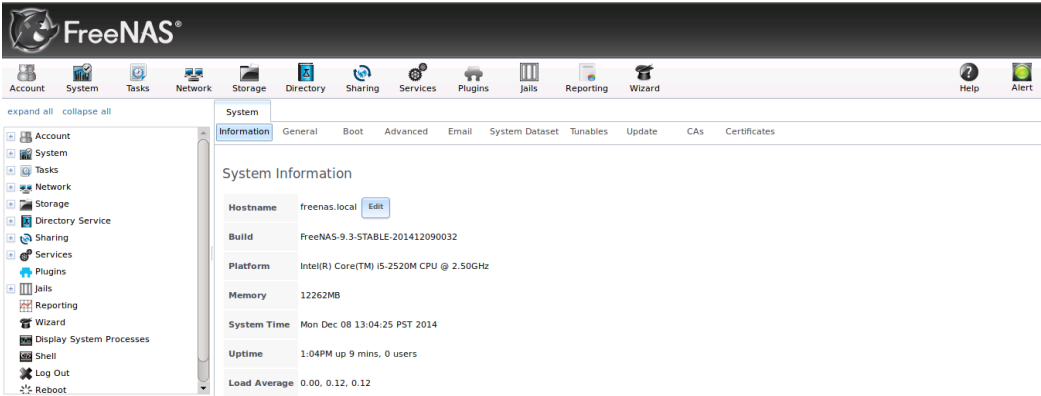 FreeNAS®
Account System Tasks Network Storage Directory Sharing Services Plugins Jails Reporting Wizard Help Alert
expand all collapse all
Account
System
Tasks
Network
Storage
Directory Service
Sharing
Services
Plugins
Jails
Reporting
Wizard
Display System Processes
Shell
Log Out
Reboot
System
Information General Boot Advanced Email System Dataset Tunables Update CAs Certificates
System Information
Hostname freenas.local Edit
Build FreeNAS-9.3-STABLE-201412090032
Platform Intel(R) Core(TM) i5-2520M CPU @ 2.50GHz
Memory 12262MB
System Time Mon Dec 08 13:04:25 PST 2014
Uptime 1:04PM up 9 mins, 0 users
Load Average 0.00, 0.12, 0.12